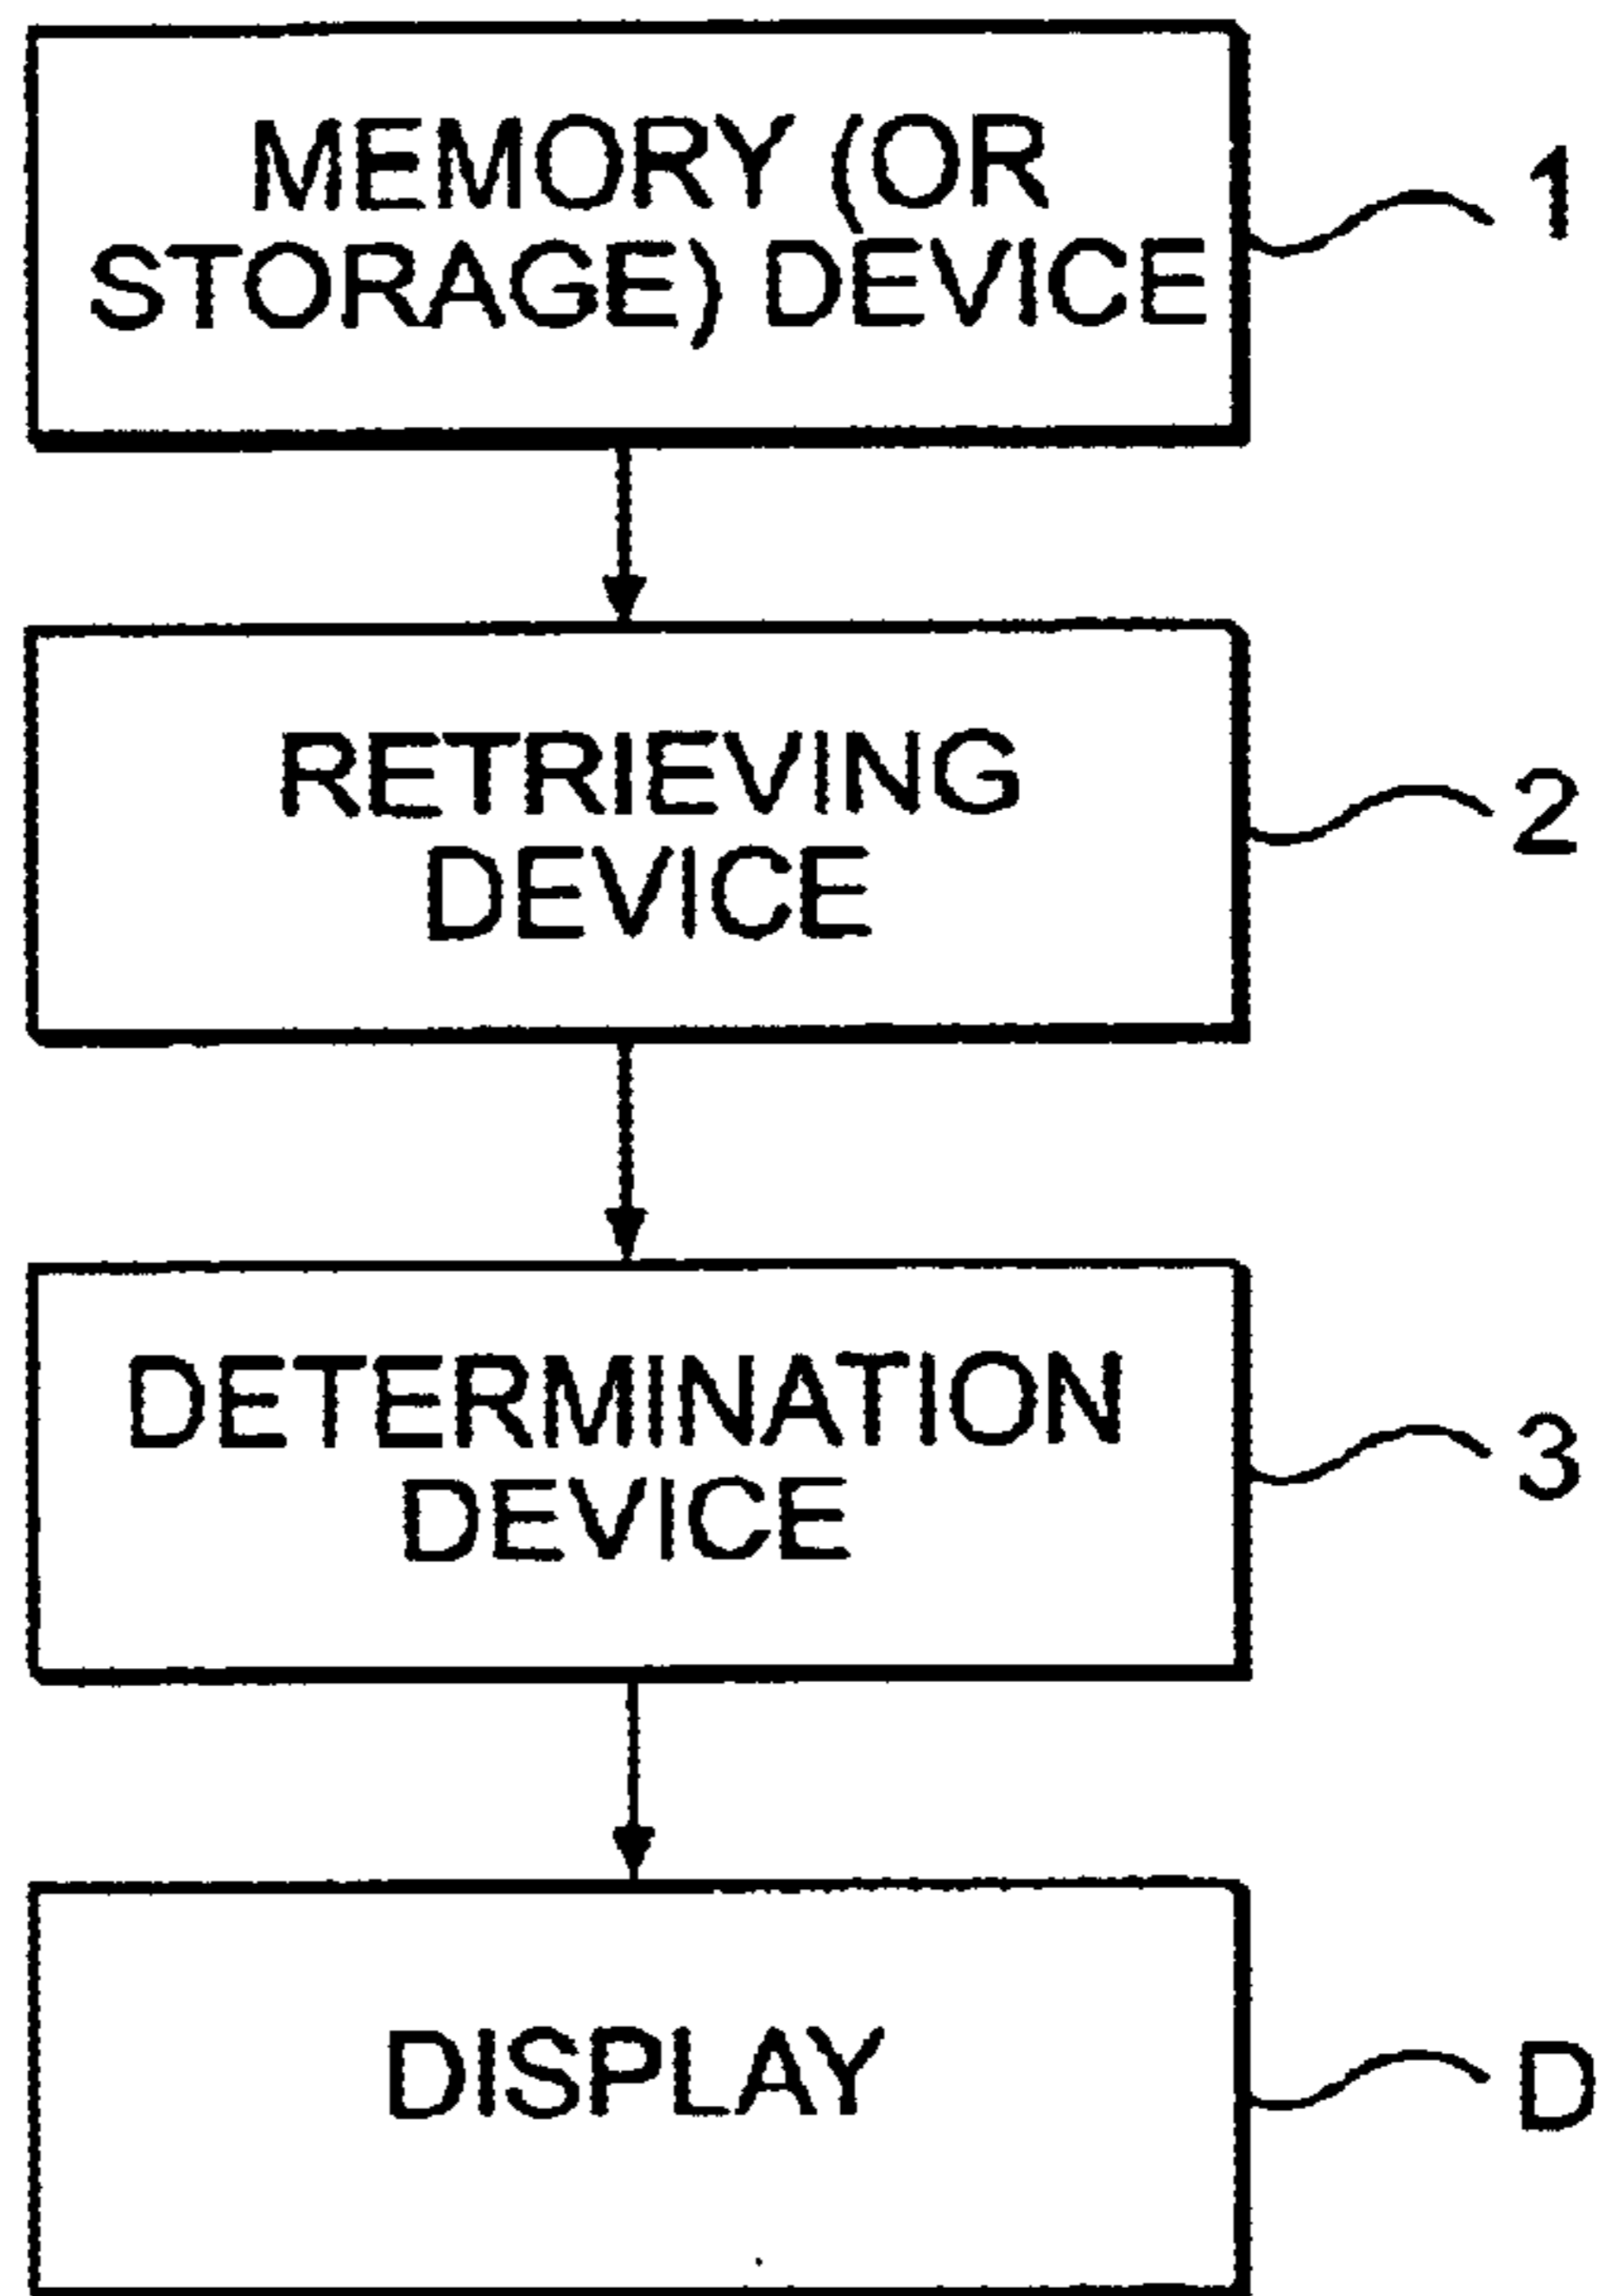 MEMORY (OR
STORAGE) DEVICE
1
RETRIEVING
DEVICE
2
DETERMINATION
DEVICE
3
DISPLAY
D